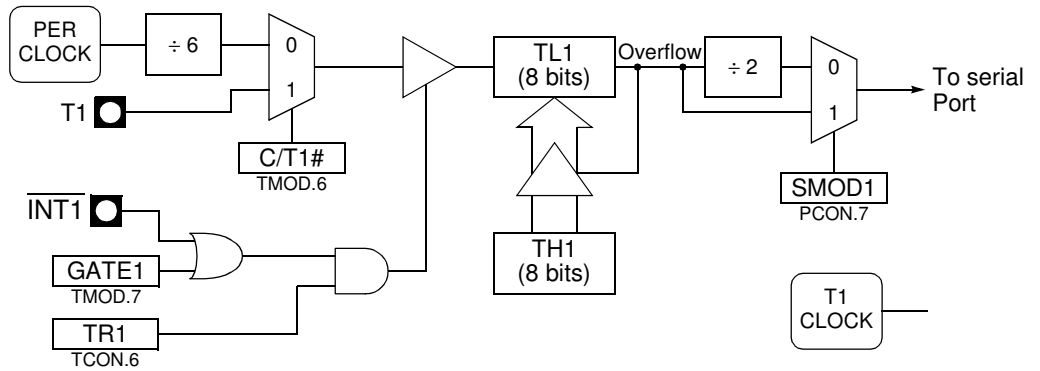 PER
CLOCK
÷ 6
0
1
T1
C/T1#
TMOD.6
TL1
(8 bits)
Overflow
÷ 2
0
1
To serial
Port
SMOD1
PCON.7
INT1
GATE1
TMOD.7
TR1
TCON.6
TH1
(8 bits)
T1
CLOCK